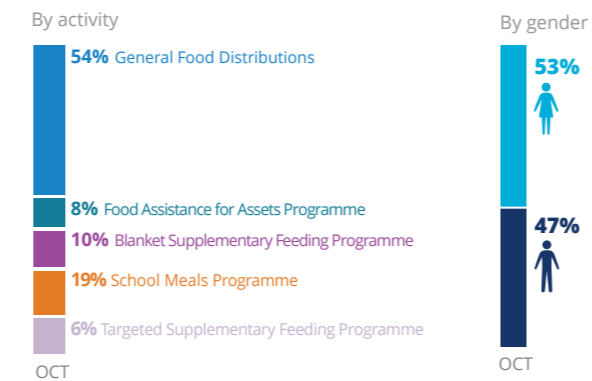 By activity
54% General Food Distributions
8% Food Assistance for Assets Programme
10% Blanket Supplementary Feeding Programme
19% School Meals Programme
6% Targeted Supplementary Feeding Programme
OCT
By gender
53%
47%
OCT